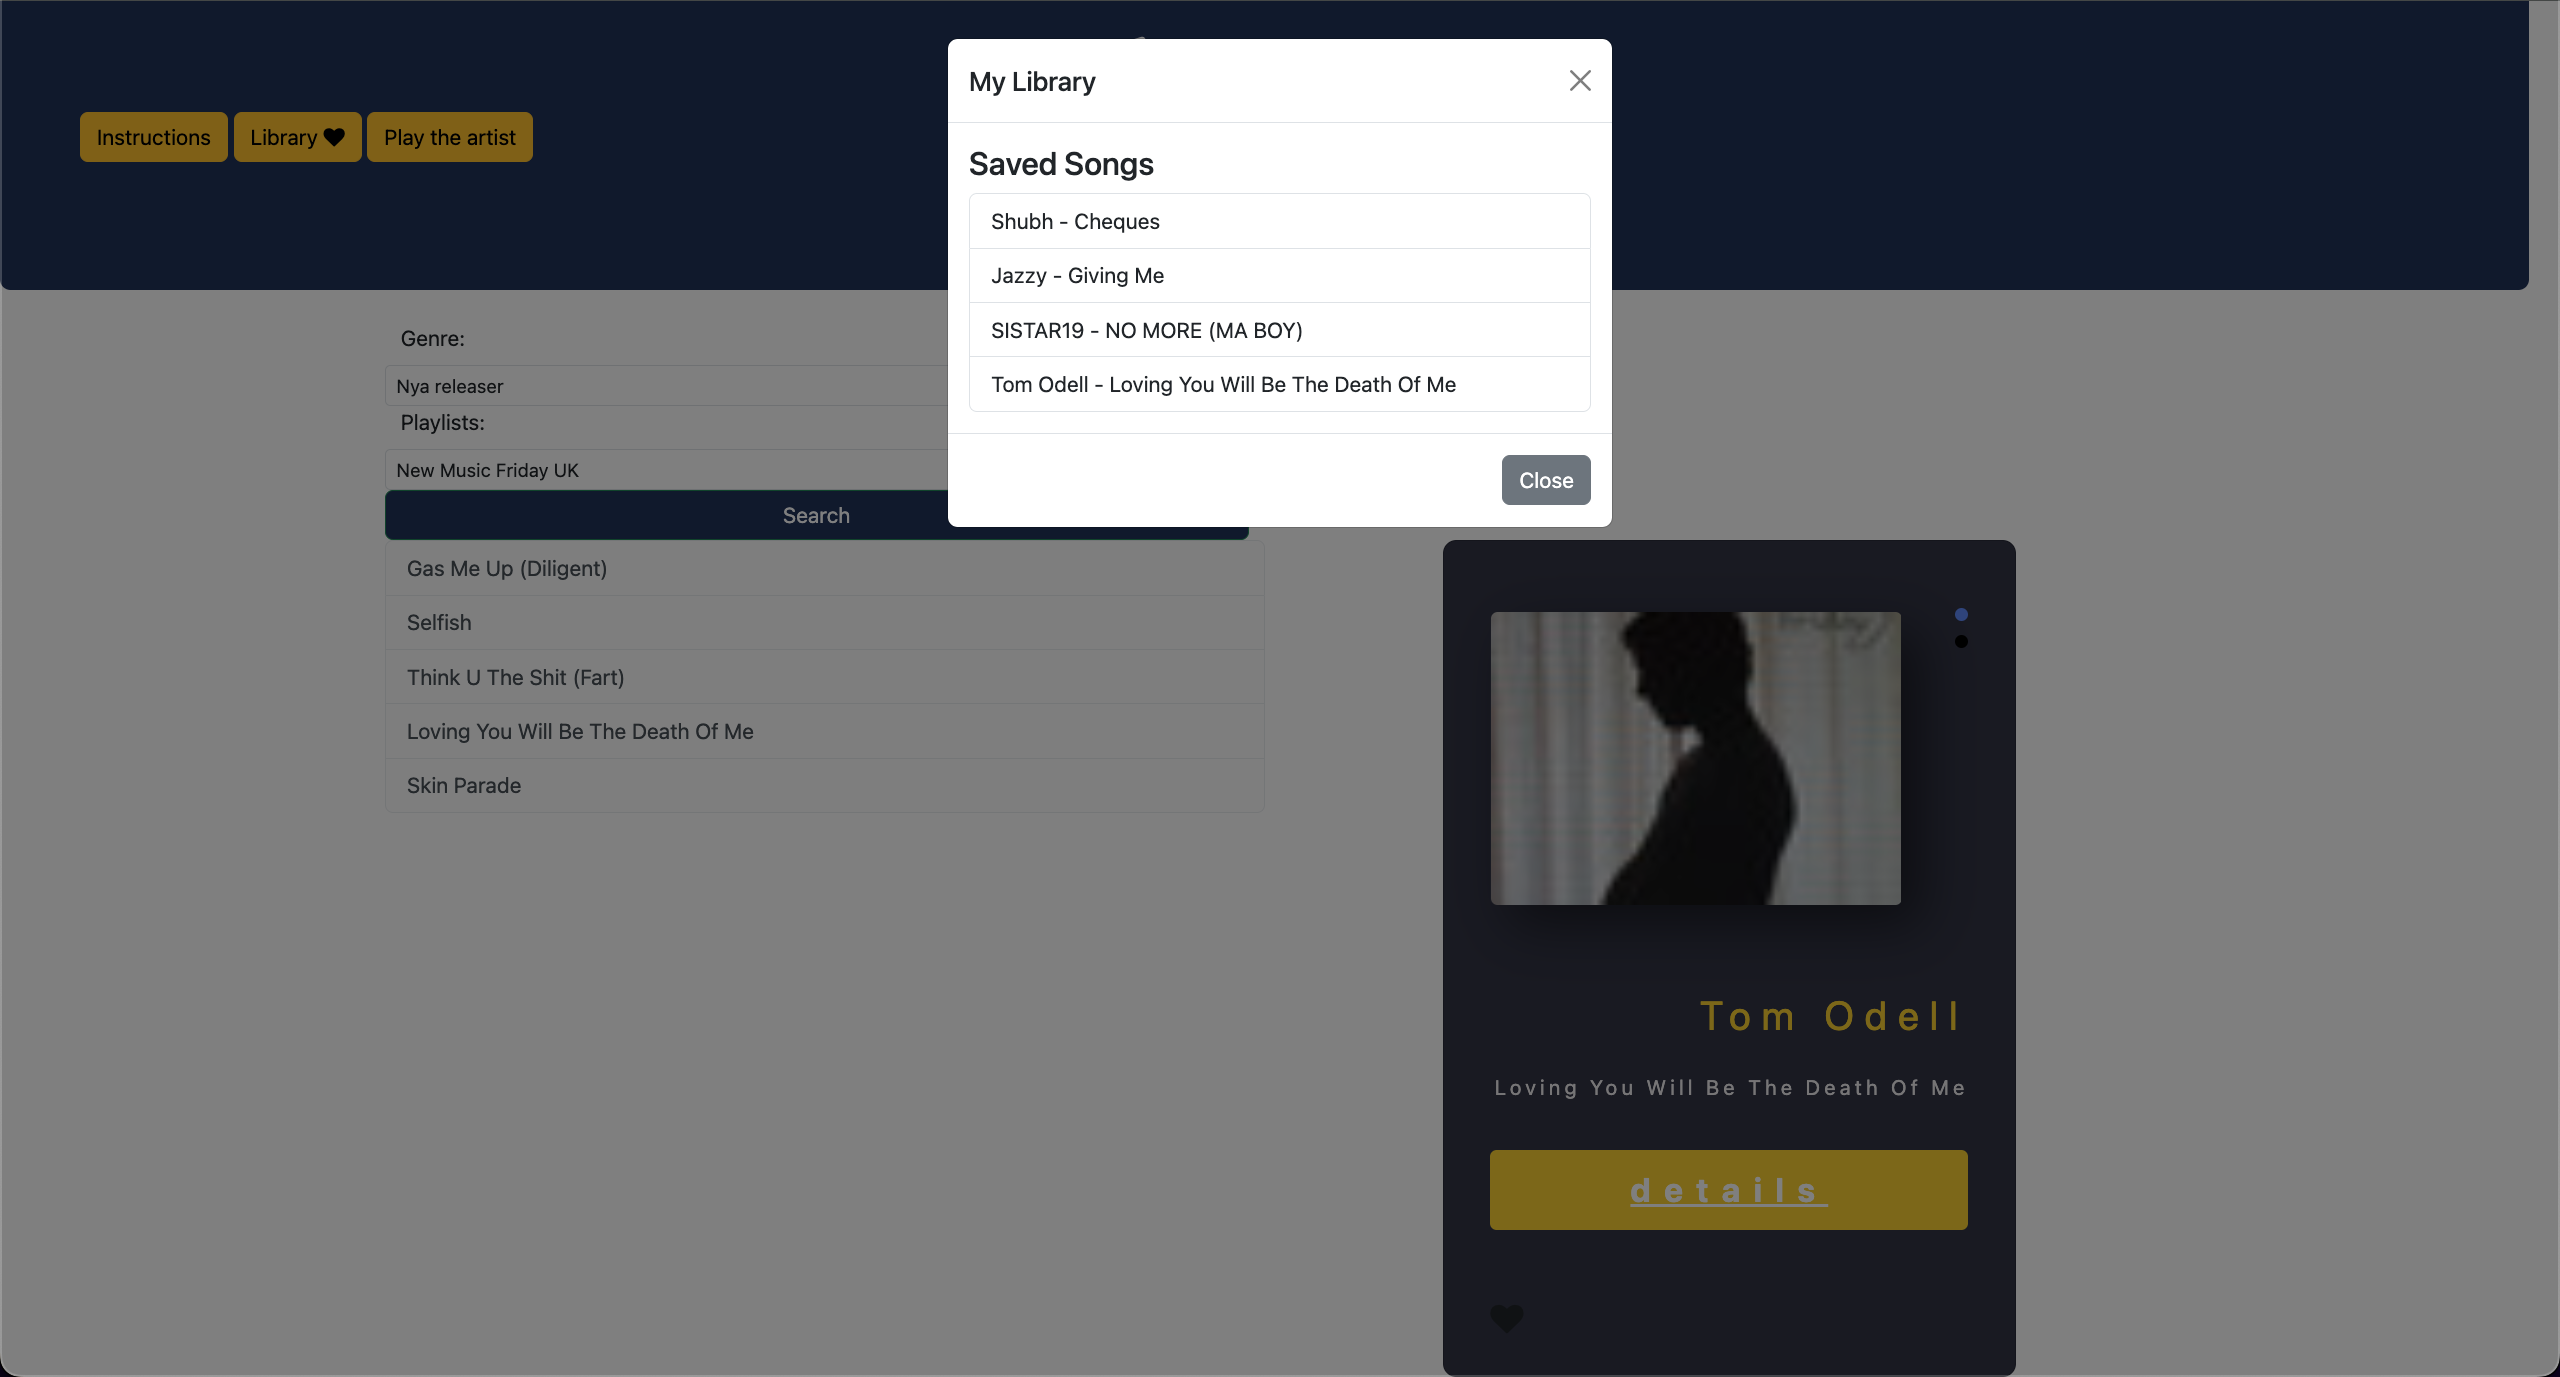 My Library
Instructions
Library
Play the artist
Saved Songs
Shubh - Cheques
Jazzy - Giving Me
SISTAR19 - NO MORE (MA BOY)
Tom Odell - Loving You Will Be The Death Of Me
Close
Genre:
Nya releaser
Playlists:
New Music Friday UK
Search
Gas Me Up (Diligent)
Selfish
Think U The Shit (Fart)
Loving You Will Be The Death Of Me
Skin Parade
Tom Odell
Loving You Will Be The Death Of Me
details